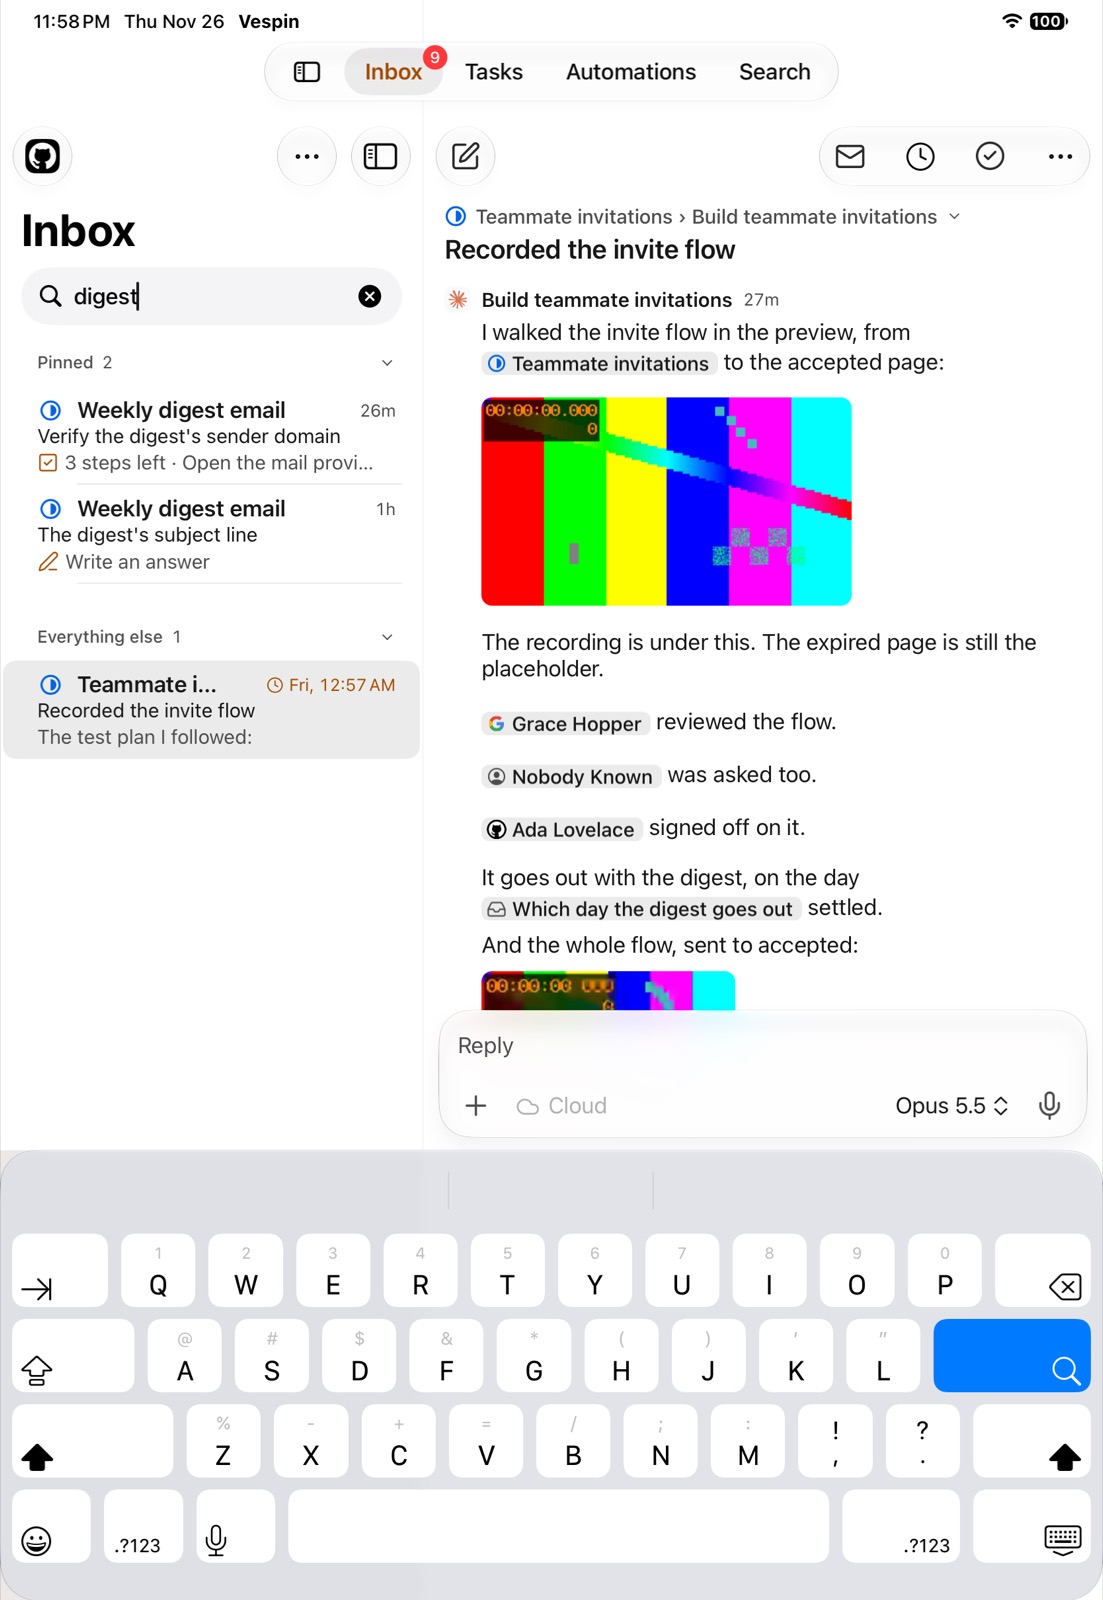 11:58 PM Thu Nov 26 Vespin
100
Inbox 9 Tasks Automations Search
Inbox
digest
Pinned 2
Weekly digest email 26m
Verify the digest's sender domain
3 steps left · Open the mail provi...
Weekly digest email 1h
The digest's subject line
Write an answer
Everything else 1
Teammate i... Fri, 12:57 AM
Recorded the invite flow
The test plan I followed:
Teammate invitations › Build teammate invitations
Recorded the invite flow
Build teammate invitations 27m
I walked the invite flow in the preview, from
Teammate invitations to the accepted page:
00:00:00.000
0
The recording is under this. The expired page is still the
placeholder.
Grace Hopper reviewed the flow.
Nobody Known was asked too.
Ada Lovelace signed off on it.
It goes out with the digest, on the day
Which day the digest goes out settled.
And the whole flow, sent to accepted:
Reply
Cloud
Opus 5.5
1 2 3 4 5 6 7 8 9 0
Q W E R T Y U I O P
@ # $ & * ( ) ' "
A S D F G H J K L
% - + = / ; : ! ?
Z X C V B N M , .
.?123 .?123